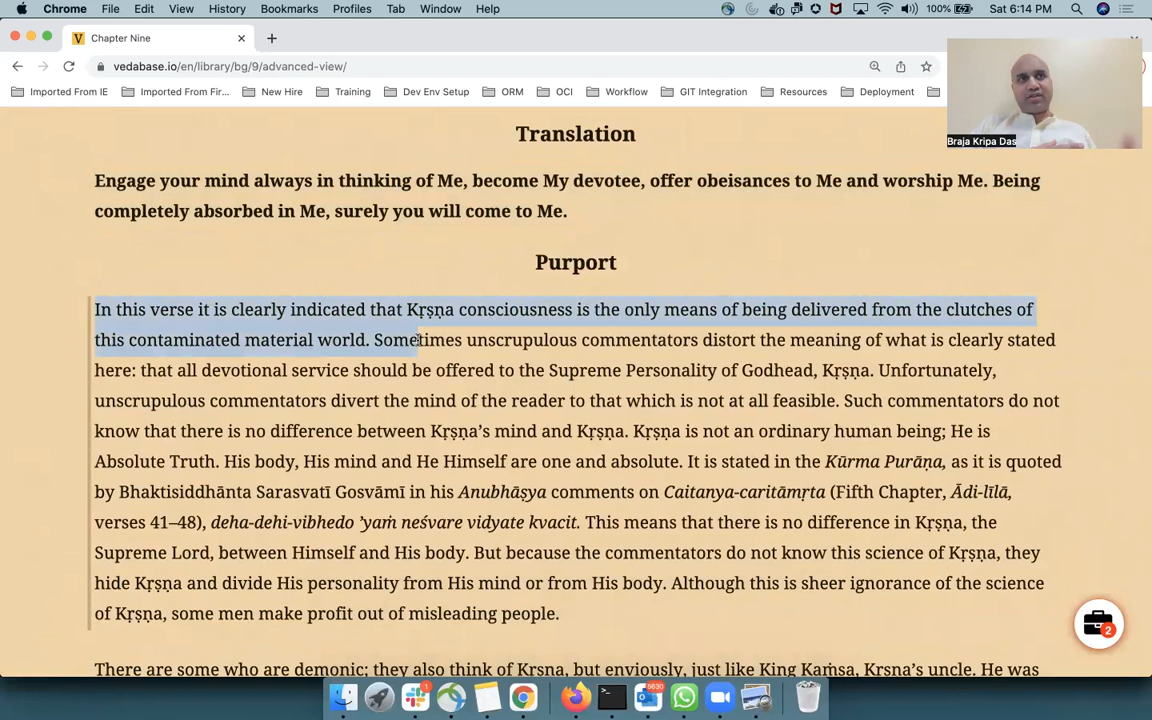 Chrome File Edit View History Bookmarks Profiles Tab Window Help 100% Sat 6:14 PM
Chapter Nine
vedabase.io/en/library/bg/9/advanced-view/
Imported From IE Imported From Fir... New Hire Training Dev Env Setup ORM OCI Workflow GIT Integration Resources Deployment
Braja Kripa Das
Translation
Engage your mind always in thinking of Me, become My devotee, offer obeisances to Me and worship Me. Being
completely absorbed in Me, surely you will come to Me.
Purport
In this verse it is clearly indicated that Kṛṣṇa consciousness is the only means of being delivered from the clutches of
this contaminated material world. Sometimes unscrupulous commentators distort the meaning of what is clearly stated
here: that all devotional service should be offered to the Supreme Personality of Godhead, Kṛṣṇa. Unfortunately,
unscrupulous commentators divert the mind of the reader to that which is not at all feasible. Such commentators do not
know that there is no difference between Kṛṣṇa’s mind and Kṛṣṇa. Kṛṣṇa is not an ordinary human being; He is
Absolute Truth. His body, His mind and He Himself are one and absolute. It is stated in the Kūrma Purāṇa, as it is quoted
by Bhaktisiddhānta Sarasvatī Gosvāmī in his Anubhāṣya comments on Caitanya-caritāmṛta (Fifth Chapter, Ādi-līlā,
verses 41–48), deha-dehi-vibhedo ’yaṁ neśvare vidyate kvacit. This means that there is no difference in Kṛṣṇa, the
Supreme Lord, between Himself and His body. But because the commentators do not know this science of Kṛṣṇa, they
hide Kṛṣṇa and divide His personality from His mind or from His body. Although this is sheer ignorance of the science
of Kṛṣṇa, some men make profit out of misleading people.
There are some who are demonic; they also think of Kṛṣṇa, but enviously, just like King Kaṁsa, Kṛṣṇa’s uncle. He was
2
1
5630